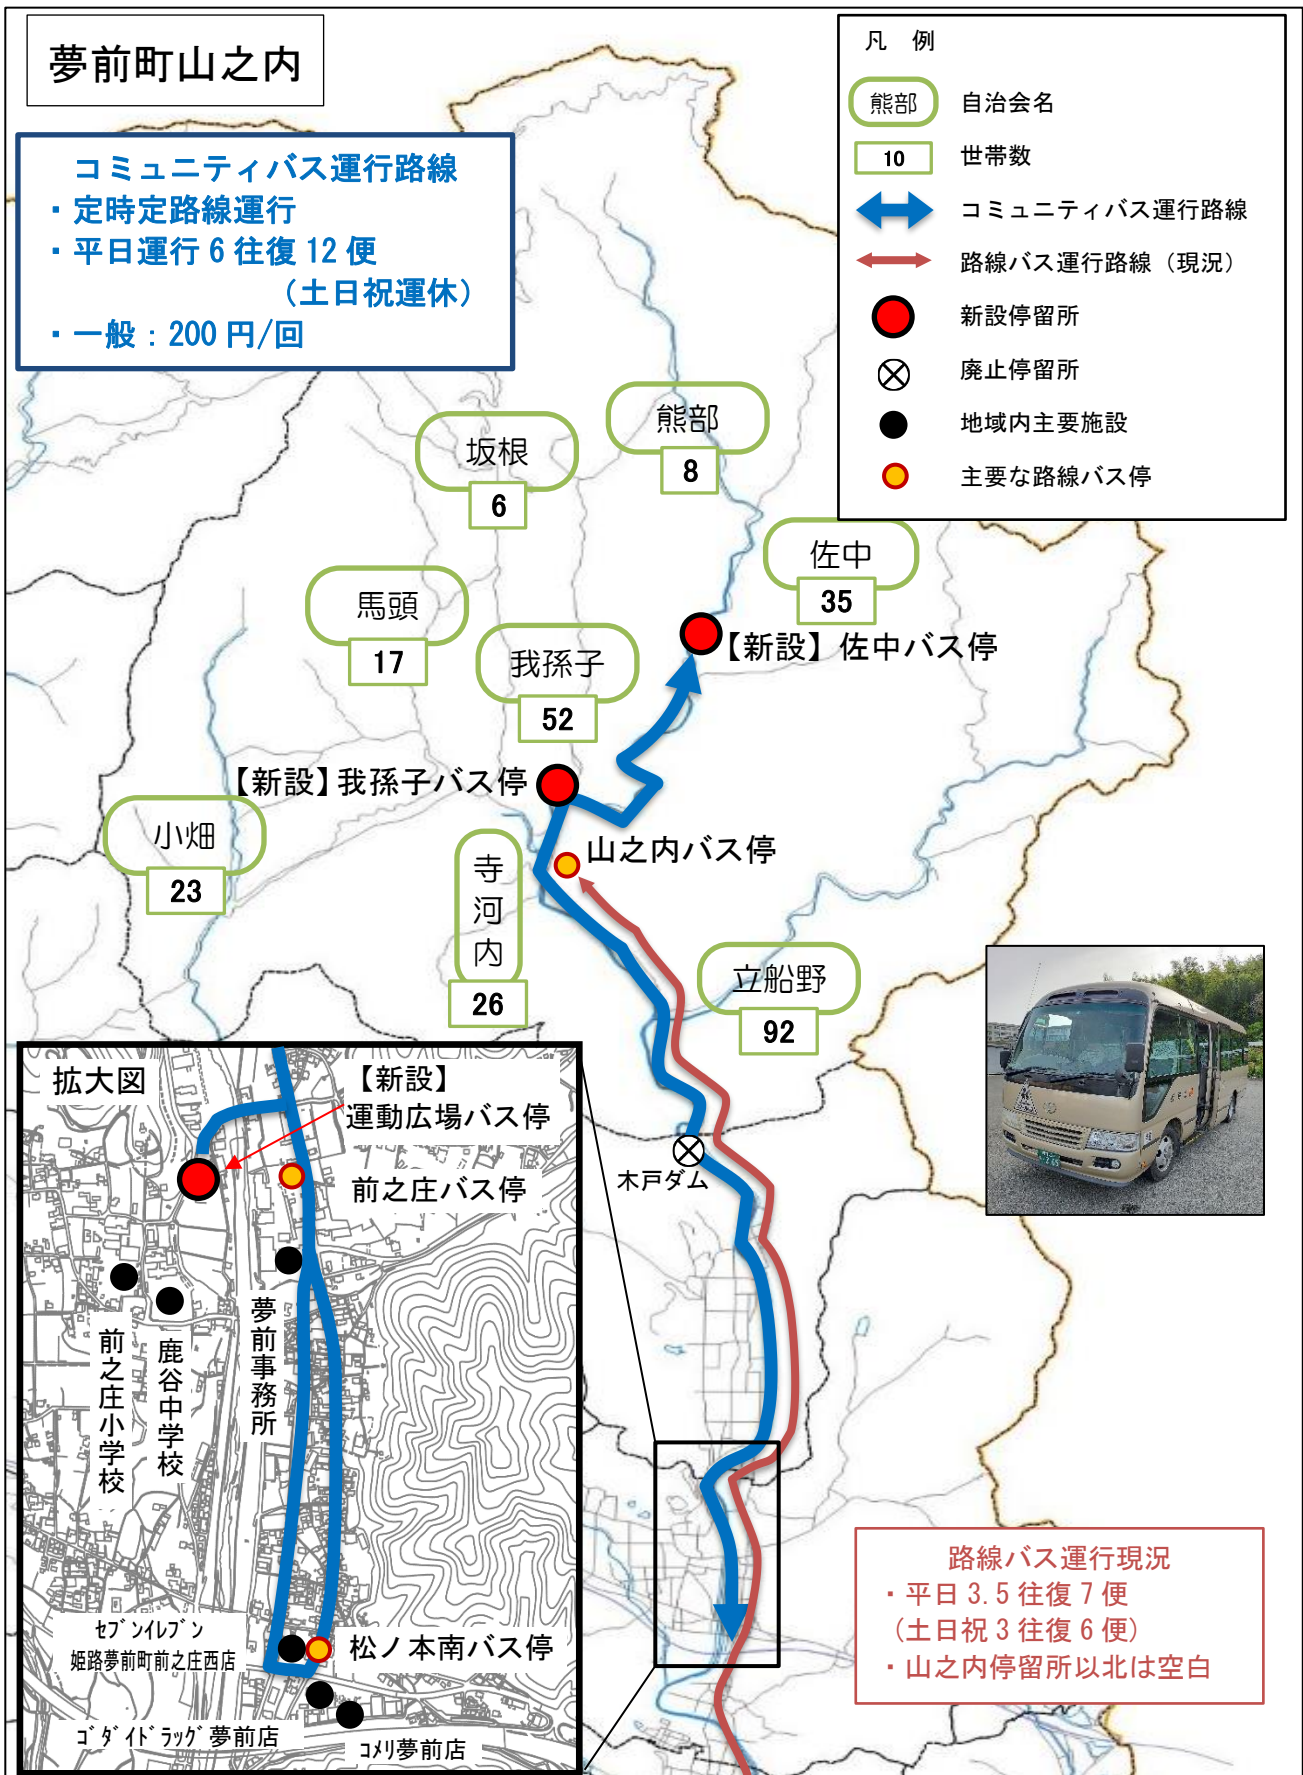 夢前町山之内
コミュニティバス運行路線
・定時定路線運行
・平日運行 6 往復 12 便
（土日祝運休）
・一般：200 円/回
凡　例
熊部
自治会名
10
世帯数
コミュニティバス運行路線
路線バス運行路線（現況）
新設停留所
廃止停留所
地域内主要施設
主要な路線バス停
熊部
8
坂根
6
佐中
35
馬頭
17
我孫子
52
【新設】佐中バス停
【新設】我孫子バス停
小畑
23
寺河内
26
山之内バス停
立船野
92
木戸ダム
拡大図
【新設】
運動広場バス停
前之庄バス停
夢前事務所
鹿谷中学校
前之庄小学校
ｾﾌﾞﾝｲﾚﾌﾞﾝ
姫路夢前町前之庄西店
松ノ本南バス停
ｺﾞﾀﾞｲﾄﾞﾗｯｸﾞ夢前店
ｺﾒﾘ夢前店
路線バス運行現況
・平日 3.5 往復 7 便
(土日祝 3 往復 6 便)
・山之内停留所以北は空白